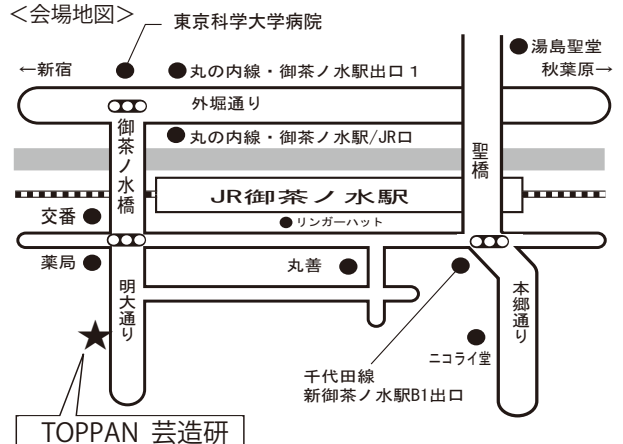 <会場地図>
東京科学大学病院
湯島聖堂
←新宿
丸の内線・御茶ノ水駅出口1
秋葉原→
外堀通り
丸の内線・御茶ノ水駅/JR口
御茶ノ水橋
聖橋
JR御茶ノ水駅
交番
リンガーハット
薬局
丸善
明大通り
本郷通り
ニコライ堂
千代田線
新御茶ノ水駅B1出口
TOPPAN 芸造研